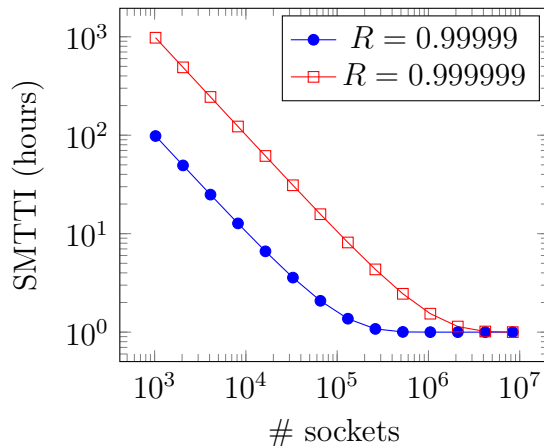 R = 0.99999
R = 0.999999
SMTTI (hours)
10^3
10^2
10^1
10^0
10^3 10^4 10^5 10^6 10^7
# sockets